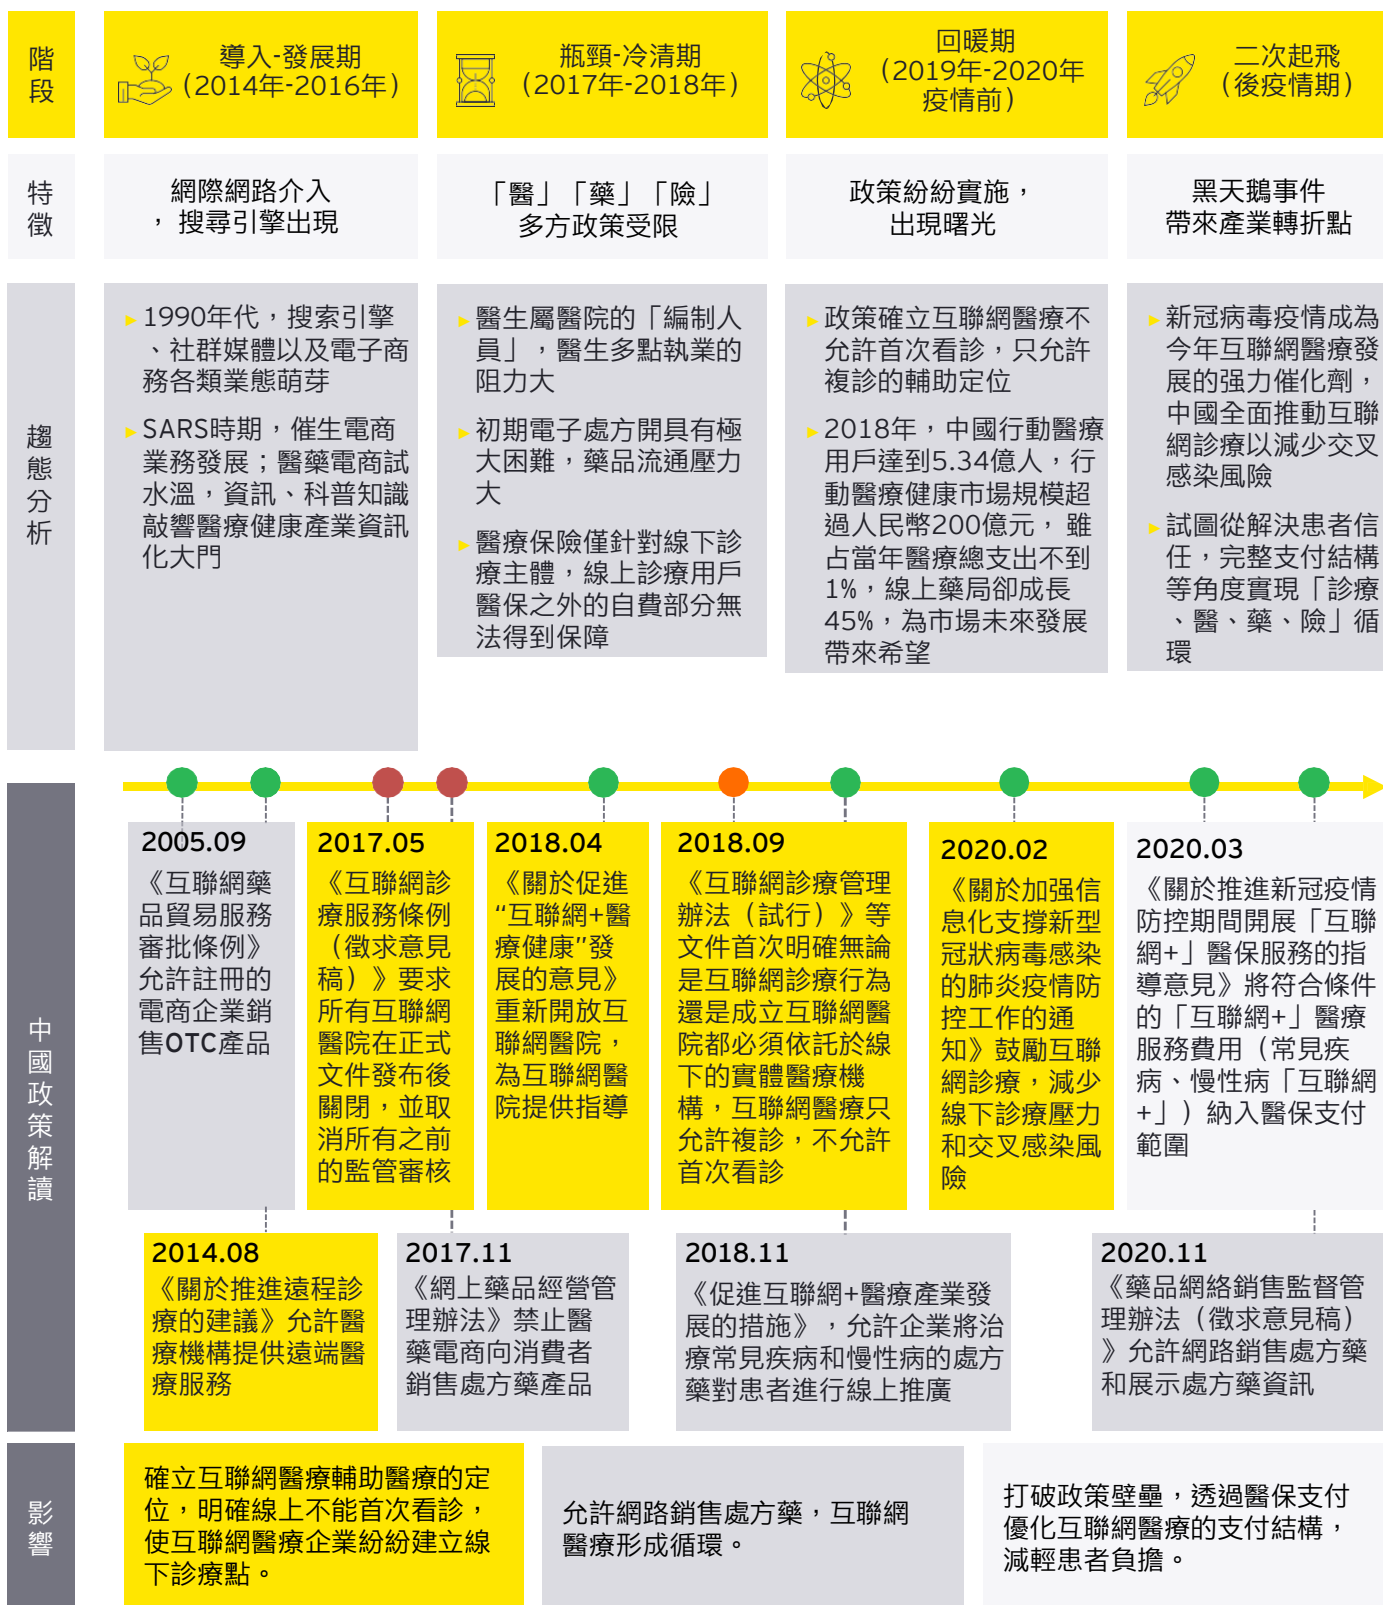 階
段
導入-發展期
(2014年-2016年)
瓶頸-冷清期
(2017年-2018年)
回暖期
(2019年-2020年
疫情前)
二次起飛
(後疫情期)
特
徵
網際網路介入
，搜尋引擎出現
「醫」「藥」「險」
多方政策受限
政策紛紛實施，
出現曙光
黑天鵝事件
帶來產業轉折點
趨
態
分
析
►1990年代，搜索引擎
、社群媒體以及電子商
務各類業態萌芽
►SARS時期，催生電商
業務發展；醫藥電商試
水溫，資訊、科普知識
敲響醫療健康產業資訊
化大門
►醫生屬醫院的「編制人
員」，醫生多點執業的
阻力大
►初期電子處方開具有極
大困難，藥品流通壓力
大
►醫療保險僅針對線下診
療主體，線上診療用戶
醫保之外的自費部分無
法得到保障
►政策確立互聯網醫療不
允許首次看診，只允許
複診的輔助定位
►2018年，中國行動醫療
用戶達到5.34億人，行
動醫療健康市場規模超
過人民幣200億元， 雖
占當年醫療總支出不到
1%，線上藥局卻成長
45%，為市場未來發展
帶來希望
►新冠病毒疫情成為
今年互聯網醫療發
展的强力催化劑，
中國全面推動互聯
網診療以減少交叉
感染風險
►試圖從解決患者信
任，完整支付結構
等角度實現「診療
、醫、藥、險」循
環
中
國
政
策
解
讀
2005.09
《互聯網藥
品貿易服務
審批條例》
允許註冊的
電商企業銷
售OTC產品
2017.05
《互聯網診
療服務條例
（徵求意見
稿）》要求
所有互聯網
醫院在正式
文件發布後
關閉，並取
消所有之前
的監管審核
2018.04
《關於促進
“互聯網+醫
療健康”發
展的意見》
重新開放互
聯網醫院，
為互聯網醫
院提供指導
2018.09
《互聯網診療管理
辦法（試行）》等
文件首次明確無論
是互聯網診療行為
還是成立互聯網醫
院都必須依託於線
下的實體醫療機
構，互聯網醫療只
允許複診，不允許
首次看診
2020.02
《關於加强信
息化支撐新型
冠狀病毒感染
的肺炎疫情防
控工作的通
知》鼓勵互聯
網診療，減少
線下診療壓力
和交叉感染風
險
2020.03
《關於推進新冠疫情
防控期間開展「互聯
網+」醫保服務的指
導意見》將符合條件
的「互聯網+」醫療
服務費用（常見疾
病、慢性病「互聯網
+」）納入醫保支付
範圍
2014.08
《關於推進遠程診
療的建議》允許醫
療機構提供遠端醫
療服務
2017.11
《網上藥品經營管
理辦法》禁止醫
藥電商向消費者
銷售處方藥產品
2018.11
《促進互聯網+醫療產業發
展的措施》，允許企業將治
療常見疾病和慢性病的處方
藥對患者進行線上推廣
2020.11
《藥品網絡銷售監督管
理辦法（徵求意見稿）
》允許網路銷售處方藥
和展示處方藥資訊
影
響
確立互聯網醫療輔助醫療的定
位，明確線上不能首次看診，
使互聯網醫療企業紛紛建立線
下診療點。
允許網路銷售處方藥，互聯網
醫療形成循環。
打破政策壁壘，透過醫保支付
優化互聯網醫療的支付結構，
減輕患者負擔。